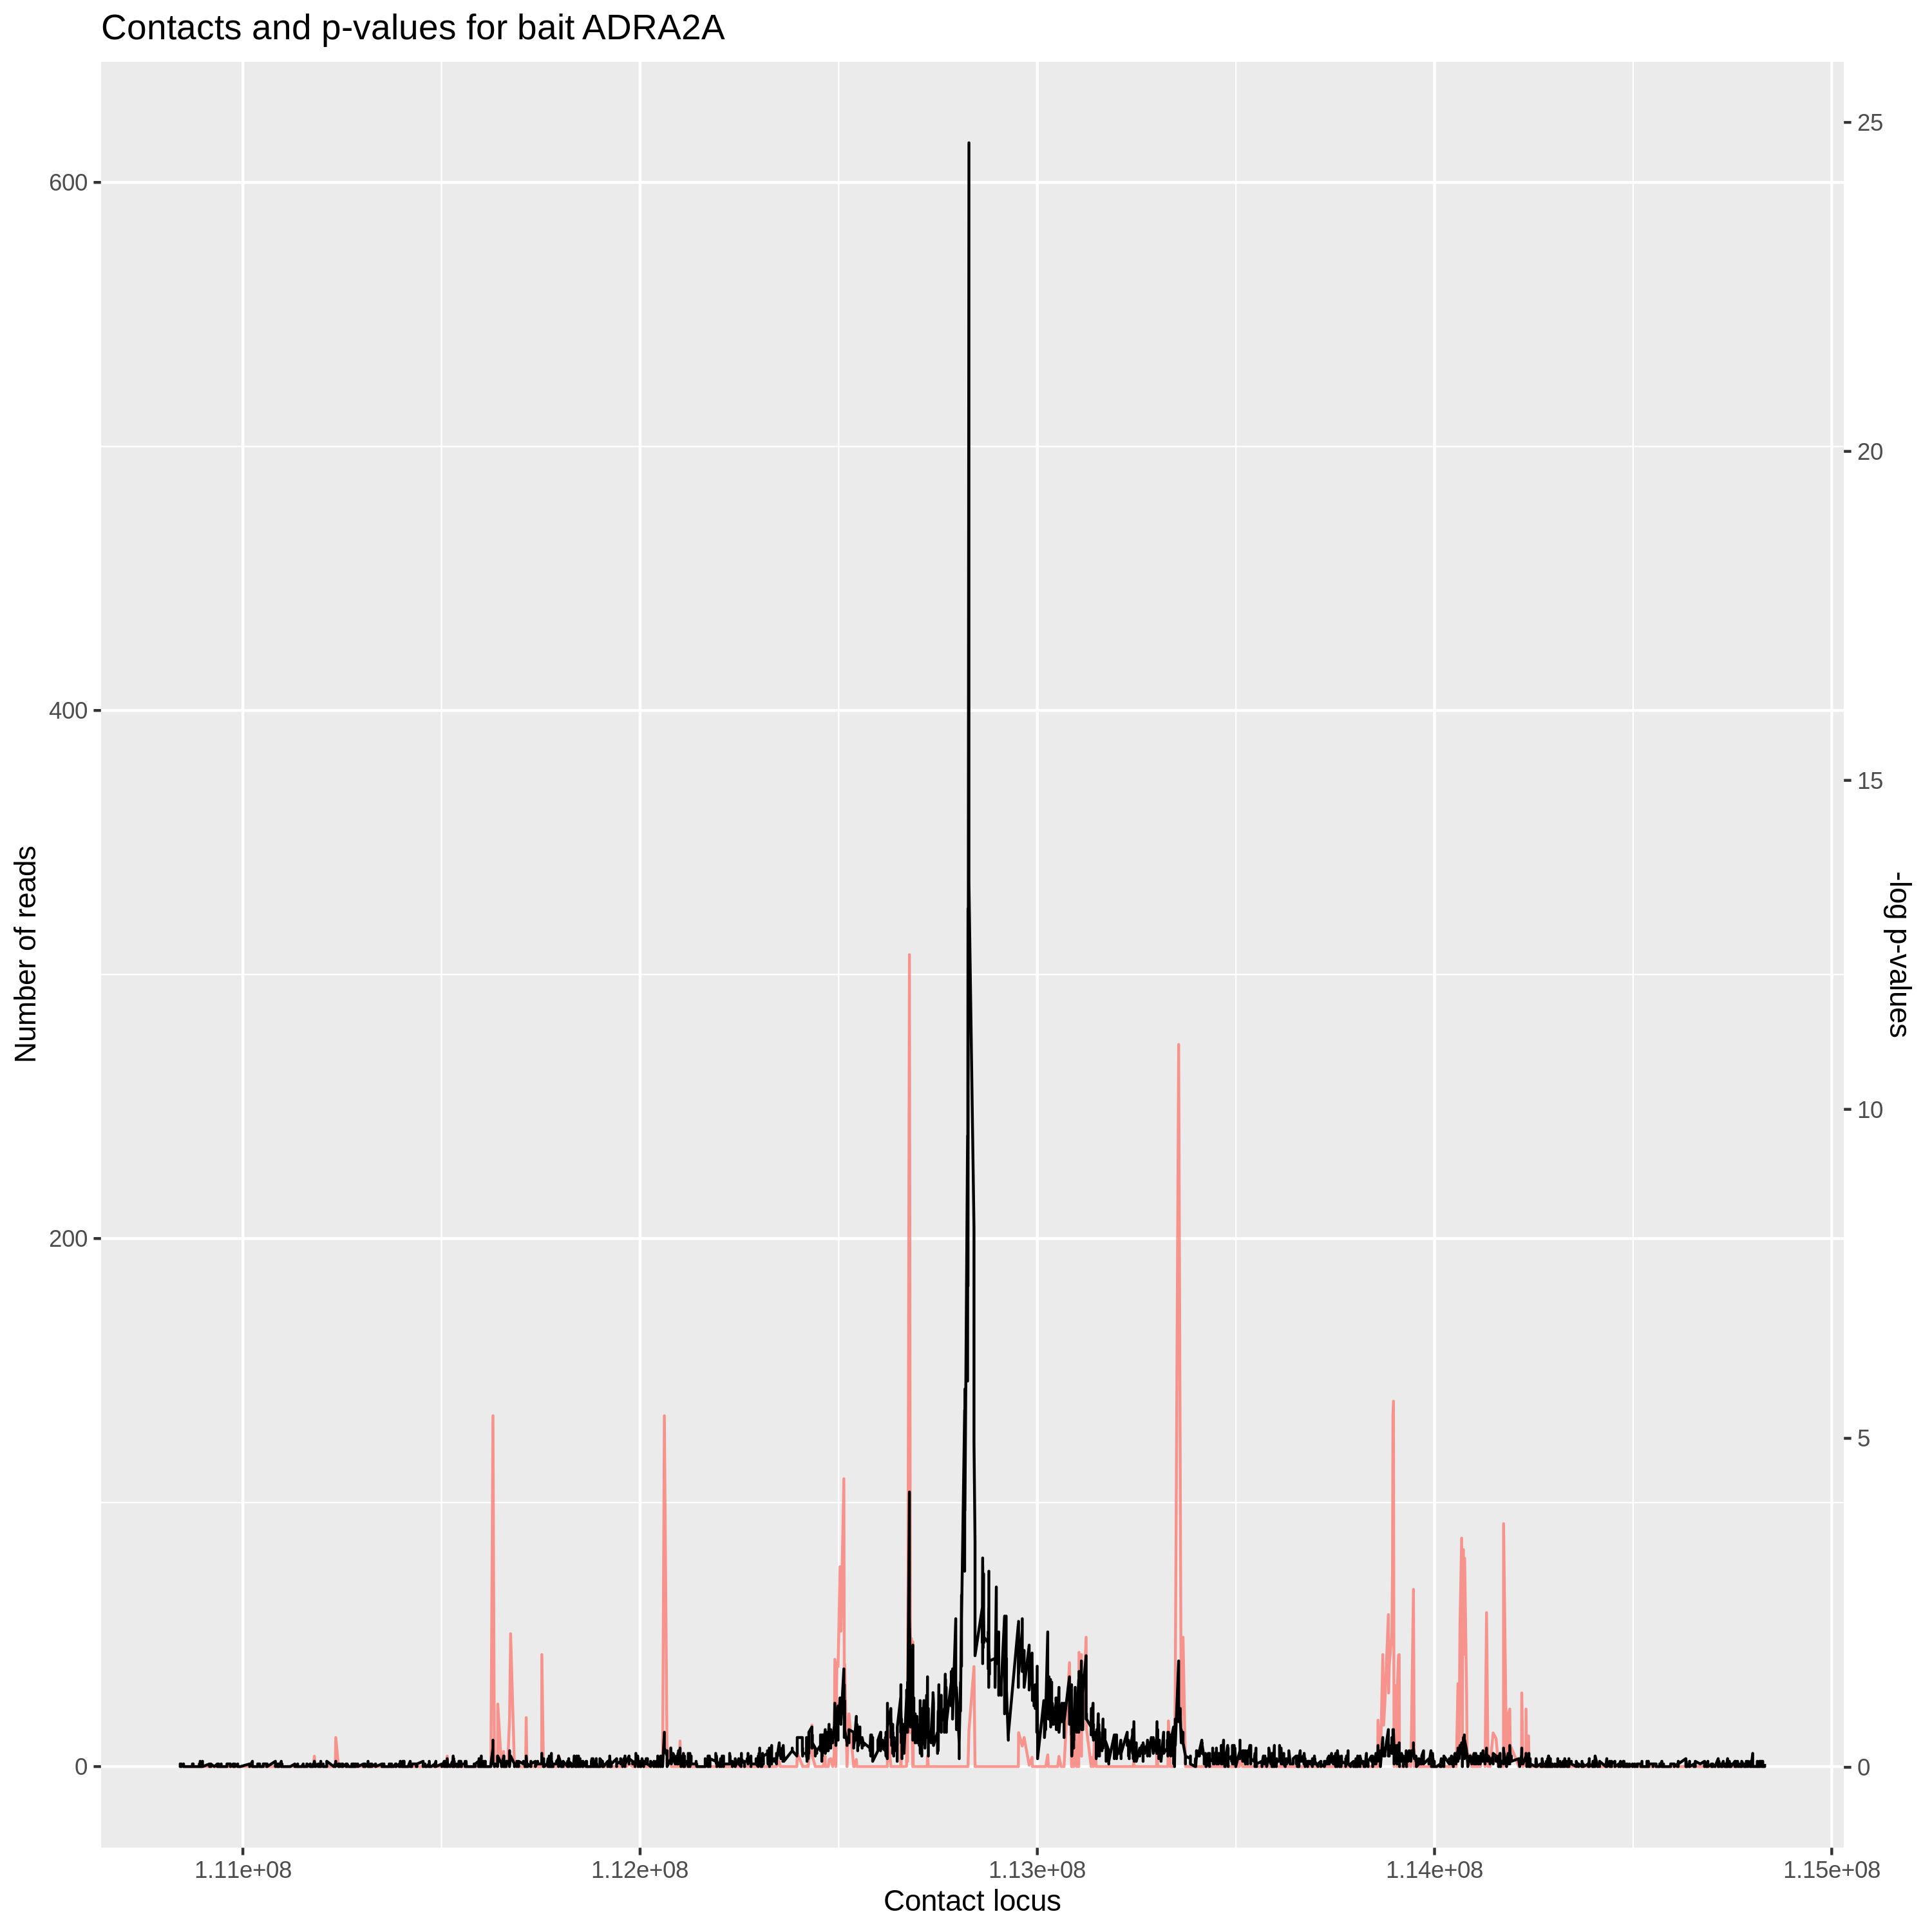 Contacts and p-values for bait ADRA2A
600
400
200
0
Number of reads
25
20
15
10
5
0
-log p-values
1.11e+08
1.12e+08
1.13e+08
1.14e+08
1.15e+08
Contact locus